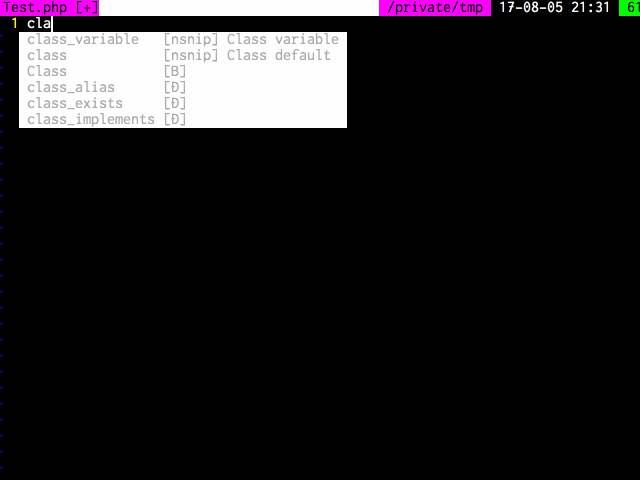 Test.php [+] /private/tmp 17-08-05 21:31 61
1 cla
class_variable [nsnip] Class variable
class [nsnip] Class default
Class [B]
class_alias [Ð]
class_exists [Ð]
class_implements [Ð]